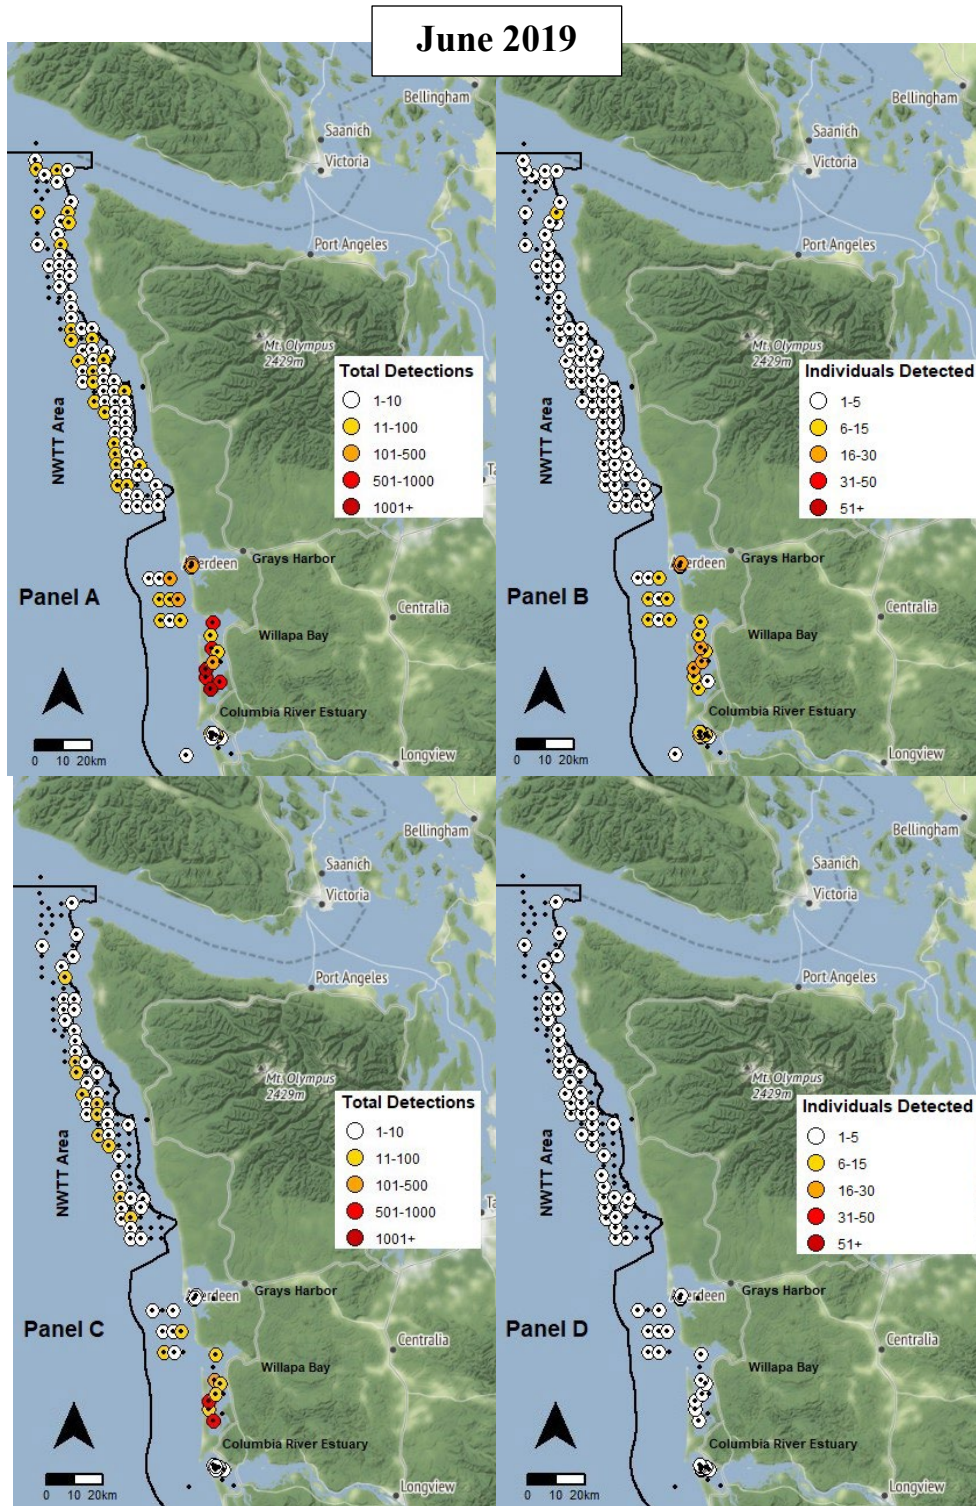 June 2019
Bellingham
Saanich
Victoria
Port Angeles
Mt. Olympus
2429m
NWTT Area
Total Detections
1-10
11-100
101-500
501-1000
1001+
Ta
Grays Harbor
Aberdeen
Panel A
Centralia
Willapa Bay
Columbia River Estuary
0 10 20km
Longview
Bellingham
Saanich
Victoria
Port Angeles
Mt. Olympus
2429m
NWTT Area
Individuals Detected
1-5
6-15
16-30
31-50
51+
Grays Harbor
Aberdeen
Panel B
Centralia
Willapa Bay
Columbia River Estuary
0 10 20km
Longview
Bellingham
Saanich
Victoria
Port Angeles
Mt. Olympus
2429m
NWTT Area
Total Detections
1-10
11-100
101-500
501-1000
1001+
Ta
Grays Harbor
Aberdeen
Panel C
Centralia
Willapa Bay
Columbia River Estuary
0 10 20km
Longview
Bellingham
Saanich
Victoria
Port Angeles
Mt. Olympus
2429m
NWTT Area
Individuals Detected
1-5
6-15
16-30
31-50
51+
Grays Harbor
Aberdeen
Panel D
Centralia
Willapa Bay
Columbia River Estuary
0 10 20km
Longview